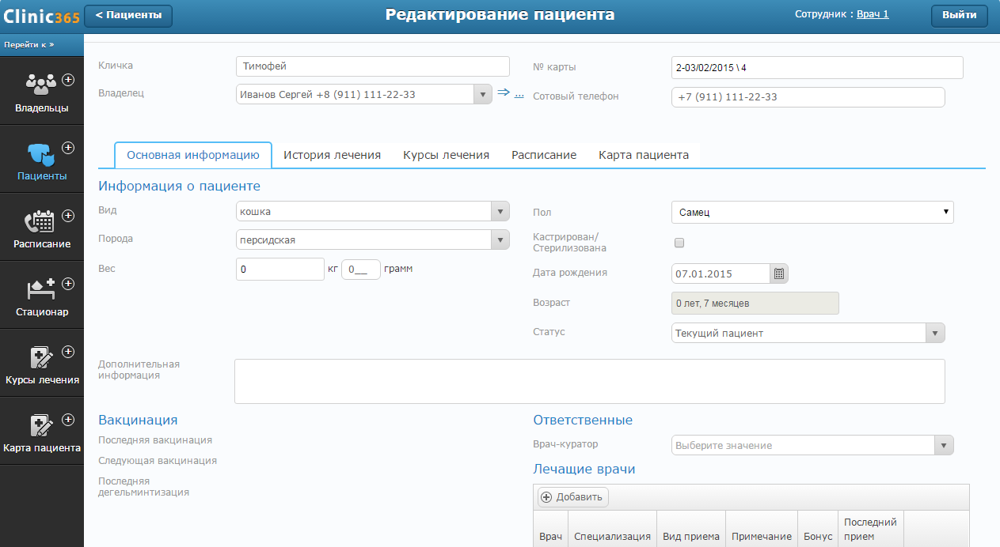 Clinic365
< Пациенты
Редактирование пациента
Сотрудник : Врач 1
Выйти
Перейти к »
Владельцы
Пациенты
Расписание
Стационар
Курсы лечения
Карта пациента
Кличка
Тимофей
№ карты
2-03/02/2015 \ 4
Владелец
Иванов Сергей +8 (911) 111-22-33
...
Сотовый телефон
+7 (911) 111-22-33
Основная информацию
История лечения
Курсы лечения
Расписание
Карта пациента
Информация о пациенте
Вид
кошка
Пол
Самец
Порода
персидская
Кастрирован/
Стерилизована
Вес
0
кг
0__
грамм
Дата рождения
07.01.2015
Возраст
0 лет, 7 месяцев
Статус
Текущий пациент
Дополнительная
информация
Вакцинация
Последняя вакцинация
Следующая вакцинация
Последняя
дегельминтизация
Ответственные
Врач-куратор
Выберите значение
Лечащие врачи
Добавить
Врач
Специализация
Вид приема
Примечание
Бонус
Последний
прием